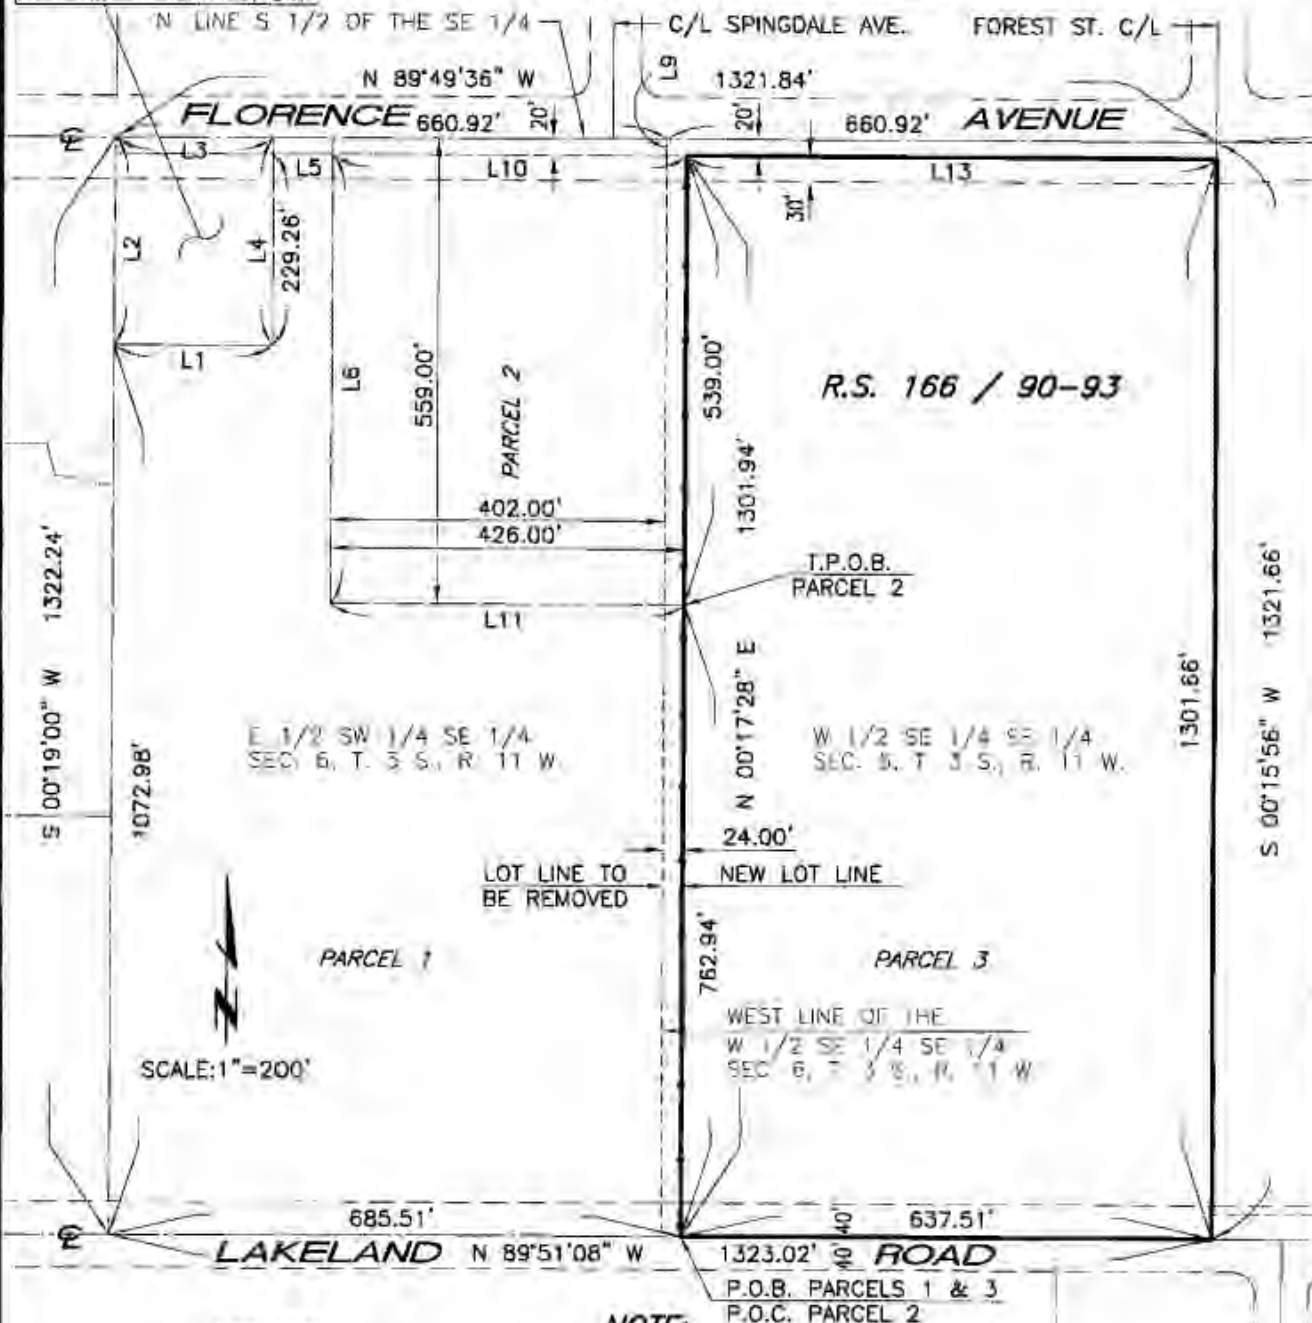 N LINE S 1/2 OF THE SE 1/4
C/L SPINGDALE AVE.
FOREST ST. C/L
N 89°49'36" W
L9
1321.84'
FLORENCE
660.92'
20'
20'
660.92'
AVENUE
L3
L5
L10
L13
30'
L2
L4
229.26'
L1
L6
559.00'
PARCEL 2
539.00'
R.S. 166 / 90-93
1301.94'
402.00'
426.00'
T.P.O.B.
PARCEL 2
L11
S 00°19'00" W 1322.24'
1072.98'
N 00°17'28" E
1301.66'
S 00°15'56" W 1321.66'
E 1/2 SW 1/4 SE 1/4
SEC. 6, T. 3 S., R. 11 W.
W 1/2 SE 1/4 SE 1/4
SEC. 6, T. 3 S., R. 11 W.
24.00'
LOT LINE TO
BE REMOVED
NEW LOT LINE
762.94'
PARCEL 1
PARCEL 3
N
WEST LINE OF THE
W 1/2 SE 1/4 SE 1/4
SEC. 6, T. 3 S., R. 11 W.
SCALE:1"=200'
685.51'
40'
637.51'
LAKELAND
N 89°51'08" W
1323.02'
40'
ROAD
P.O.B. PARCELS 1 & 3
P.O.C. PARCEL 2
NOTE: